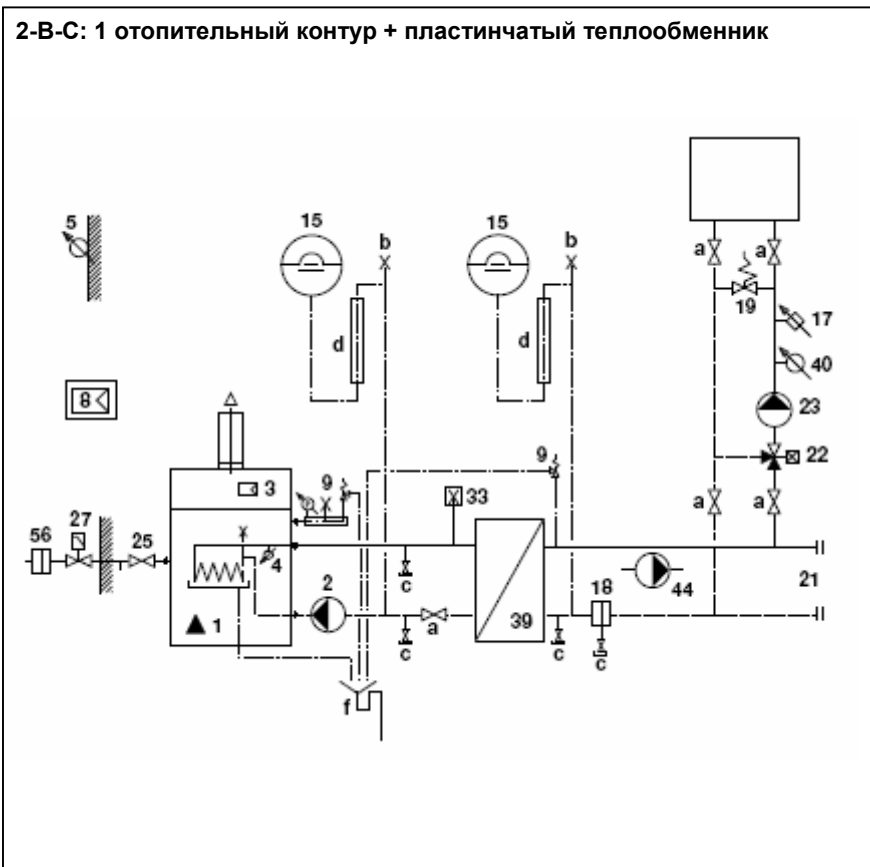 2-B-C: 1 отопительный контур + пластинчатый теплообменник
5
15
b
15
b
a
a
19
17
d
d
40
8
23
3
9
9
22
33
a
a
56
27
25
4
2
c
18
44
21
1
a
39
c
c
c
f